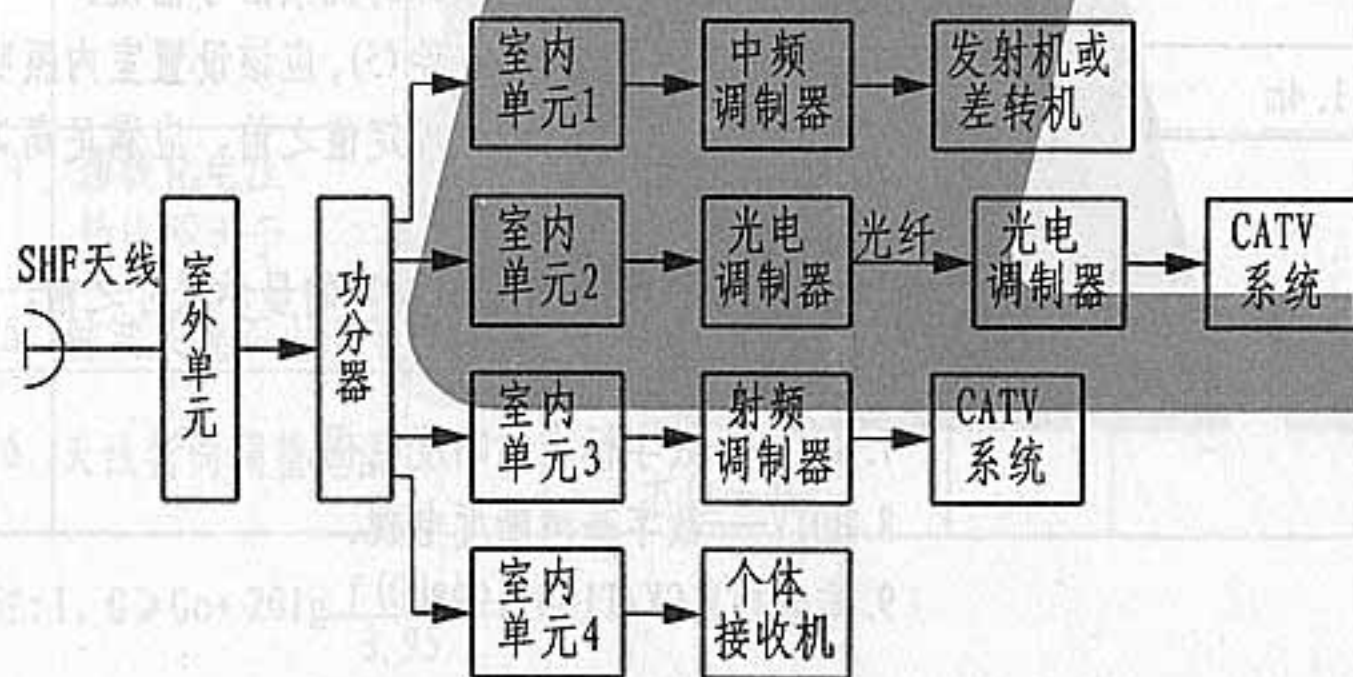 室内
单元1
中频
调制器
发射机或
差转机
SHF天线
室外单元
功分器
室内
单元2
光电
调制器
光纤
光电
调制器
CATV
系统
室内
单元3
射频
调制器
CATV
系统
室内
单元4
个体
接收机